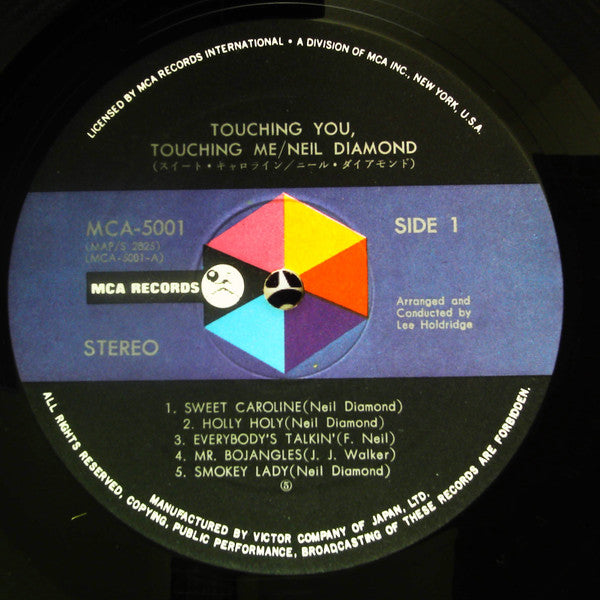 LICENSED BY MCA RECORDS INTERNATIONAL • A DIVISION OF MCA INC., NEW YORK, U.S.A.
TOUCHING YOU,
TOUCHING ME/NEIL DIAMOND
(スイート・キャロライン/ニール・ダイアモンド)
MCA-5001
SIDE 1
(MAP/S 2825)
(MCA-5001-A)
MCA RECORDS
Arranged and
Conducted by
Lee Holdridge
STEREO
1. SWEET CAROLINE(Neil Diamond)
2. HOLLY HOLY(Neil Diamond)
3. EVERYBODY'S TALKIN'(F. Neil)
4. MR. BOJANGLES(J. J. Walker)
5. SMOKEY LADY(Neil Diamond)
⑤
MANUFACTURED BY VICTOR COMPANY OF JAPAN, LTD.
ALL RIGHTS RESERVED, COPYING, PUBLIC PERFORMANCE, BROADCASTING OF THESE RECORDS ARE FORBIDDEN.